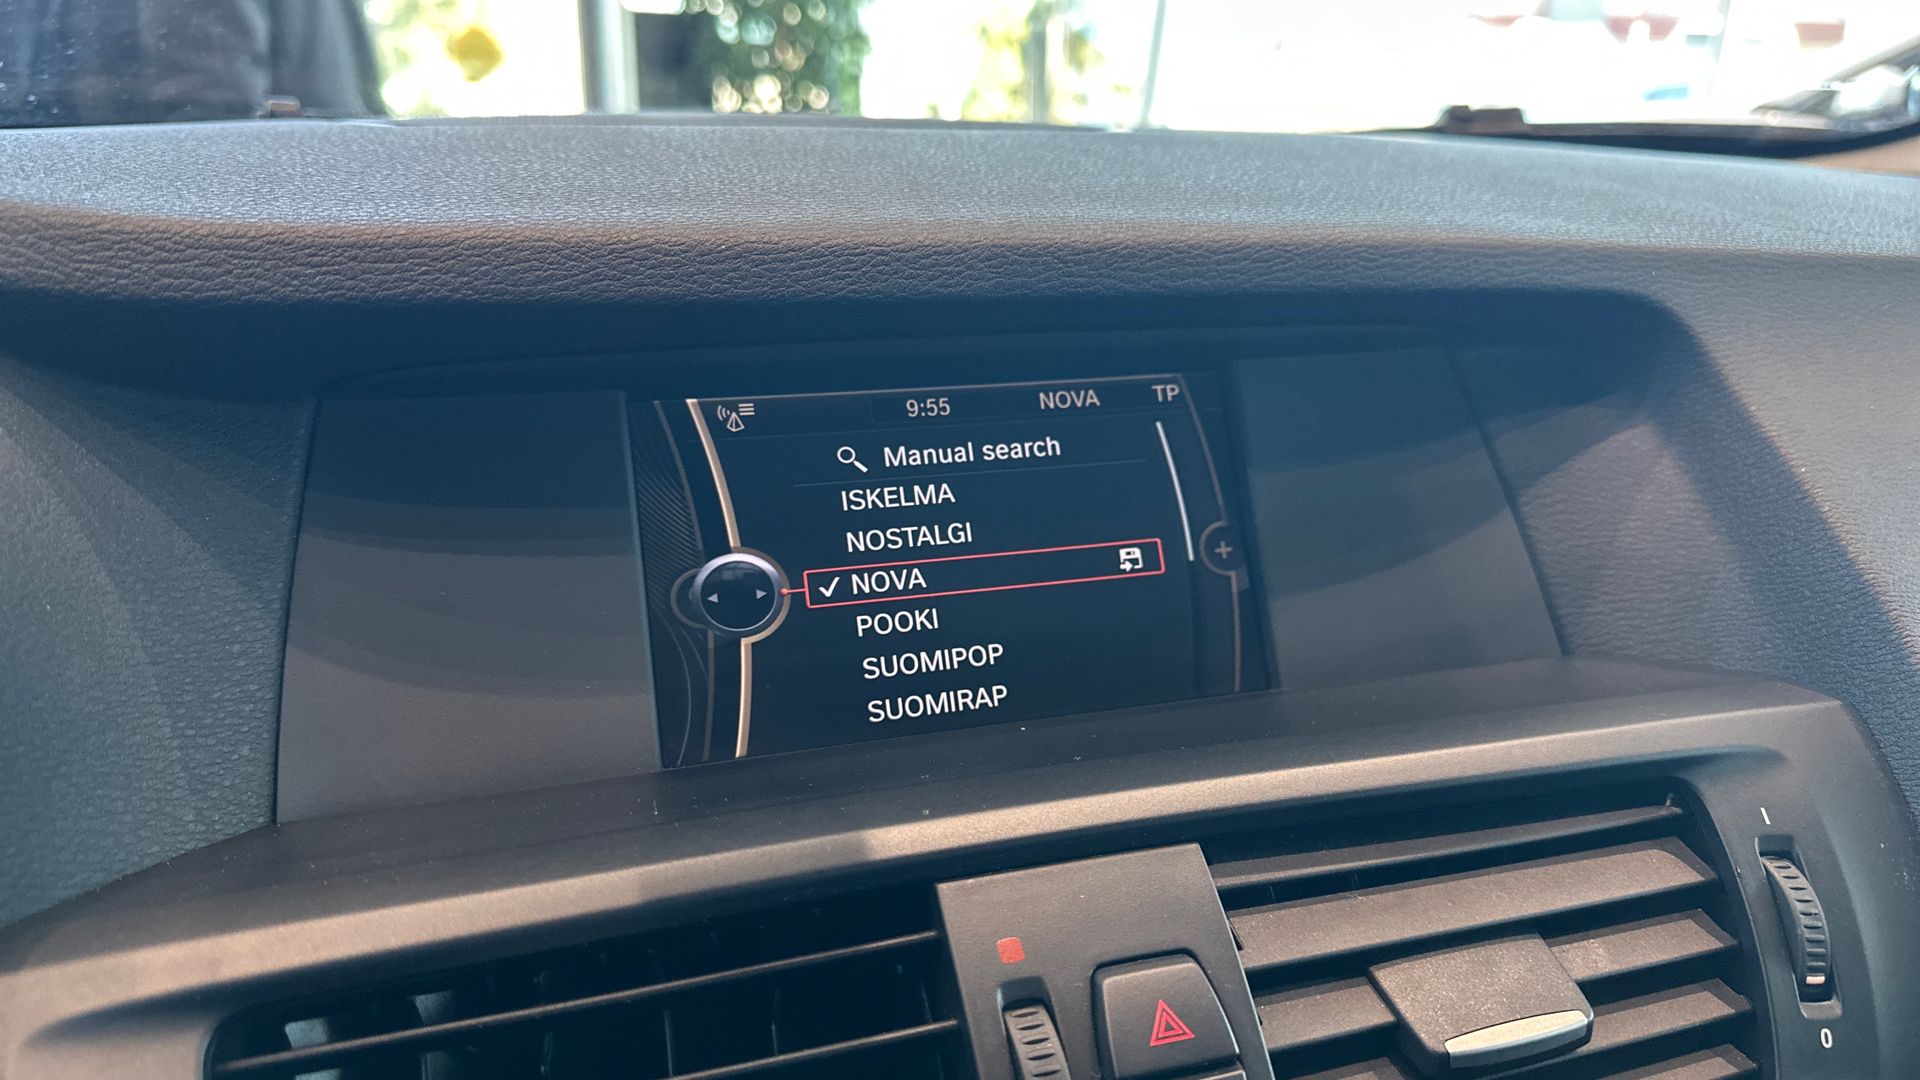 9:55 NOVA TP
Manual search
ISKELMA
NOSTALGI
NOVA
POOKI
SUOMIPOP
SUOMIRAP
I
0